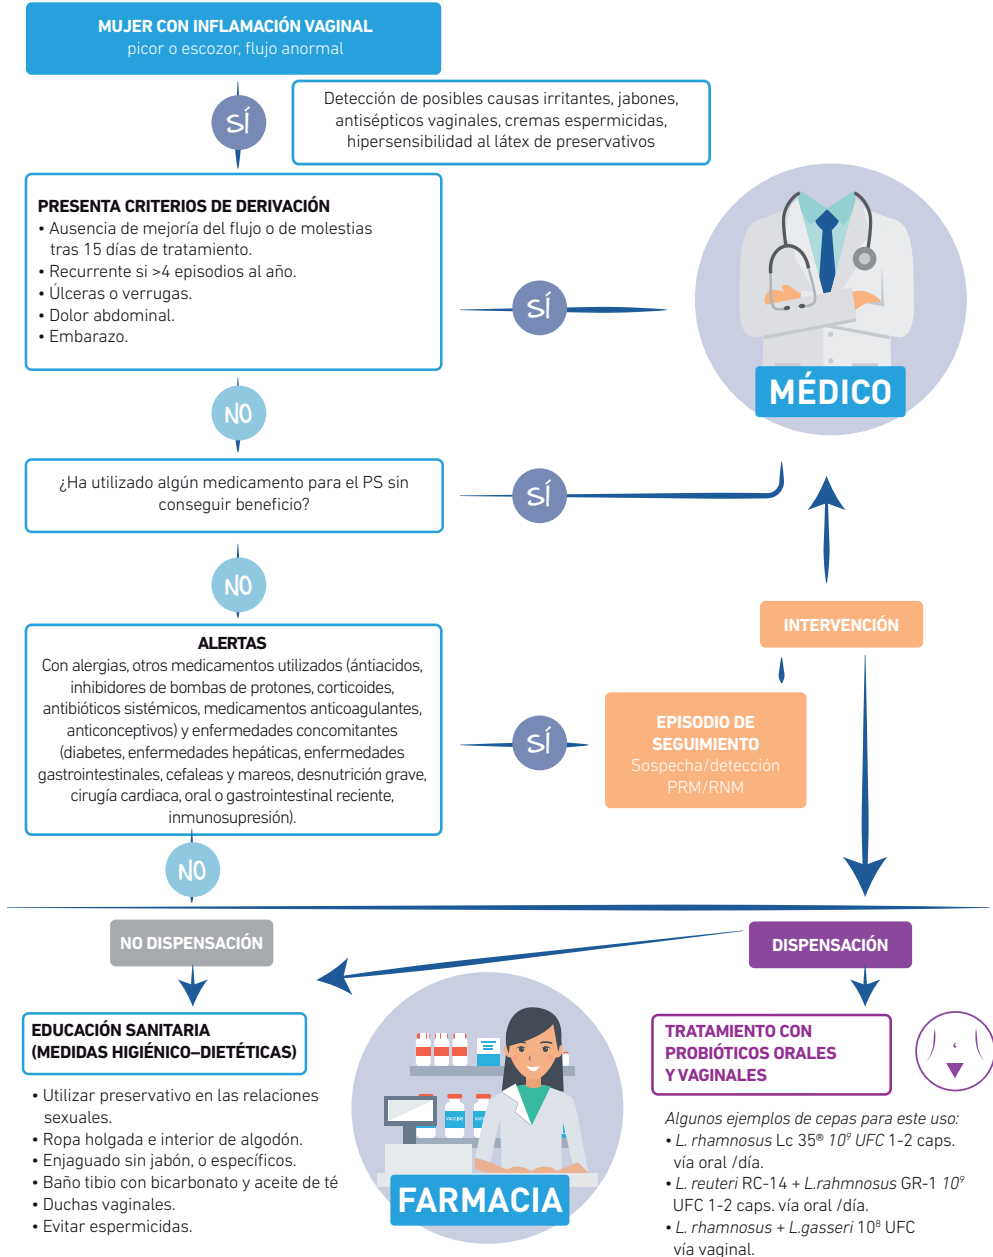 MUJER CON INFLAMACIÓN VAGINAL
picor o escozor, flujo anormal
SÍ
Detección de posibles causas irritantes, jabones,
antisépticos vaginales, cremas espermicidas,
hipersensibilidad al látex de preservativos
PRESENTA CRITERIOS DE DERIVACIÓN
• Ausencia de mejoría del flujo o de molestias
tras 15 días de tratamiento.
• Recurrente si >4 episodios al año.
• Úlceras o verrugas.
• Dolor abdominal.
• Embarazo.
SÍ
MÉDICO
NO
¿Ha utilizado algún medicamento para el PS sin
conseguir beneficio?
SÍ
NO
ALERTAS
Con alergias, otros medicamentos utilizados (ántiacidos,
inhibidores de bombas de protones, corticoides,
antibióticos sistémicos, medicamentos anticoagulantes,
anticonceptivos) y enfermedades concomitantes
(diabetes, enfermedades hepáticas, enfermedades
gastrointestinales, cefaleas y mareos, desnutrición grave,
cirugía cardiaca, oral o gastrointestinal reciente,
inmunosupresión).
SÍ
INTERVENCIÓN
EPISODIO DE
SEGUIMIENTO
Sospecha/detección
PRM/RNM
NO
NO DISPENSACIÓN
DISPENSACIÓN
EDUCACIÓN SANITARIA
(MEDIDAS HIGIÉNICO–DIETÉTICAS)
• Utilizar preservativo en las relaciones
sexuales.
• Ropa holgada e interior de algodón.
• Enjaguado sin jabón, o específicos.
• Baño tibio con bicarbonato y aceite de té
• Duchas vaginales.
• Evitar espermicidas.
VACCINE
FARMACIA
TRATAMIENTO CON
PROBIÓTICOS ORALES
Y VAGINALES
Algunos ejemplos de cepas para este uso:
• L. rhamnosus Lc 35® 10⁹ UFC 1-2 caps.
vía oral /día.
• L. reuteri RC-14 + L.rahmnosus GR-1 10⁹
UFC 1-2 caps. vía oral /día.
• L. rhamnosus + L.gasseri 10⁸ UFC
vía vaginal.